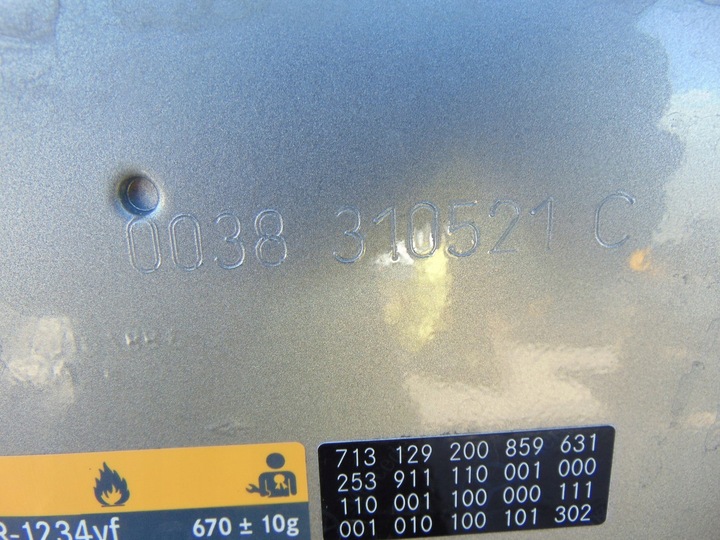 0038 310521 C
713 129 200 859 631
253 911 110 001 000
110 001 100 000 111
001 010 100 101 302
-1234yf 670 ± 10g